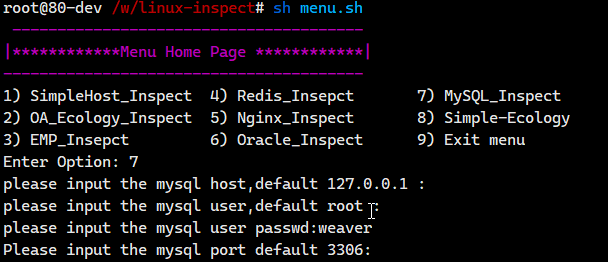 root@80-dev /w/linux-inspect# sh menu.sh
---------------------------------------
|************Menu Home Page ************|
----------------------------------------
1) SimpleHost_Inspect  4) Redis_Insepct       7) MySQL_Inspect
2) OA_Ecology_Inspect  5) Nginx_Inspect       8) Simple-Ecology
3) EMP_Insepct         6) Oracle_Inspect      9) Exit menu
Enter Option: 7
please input the mysql host,default 127.0.0.1 :
please input the mysql user,default root :
please input the mysql user passwd:weaver
Please input the mysql port default 3306: